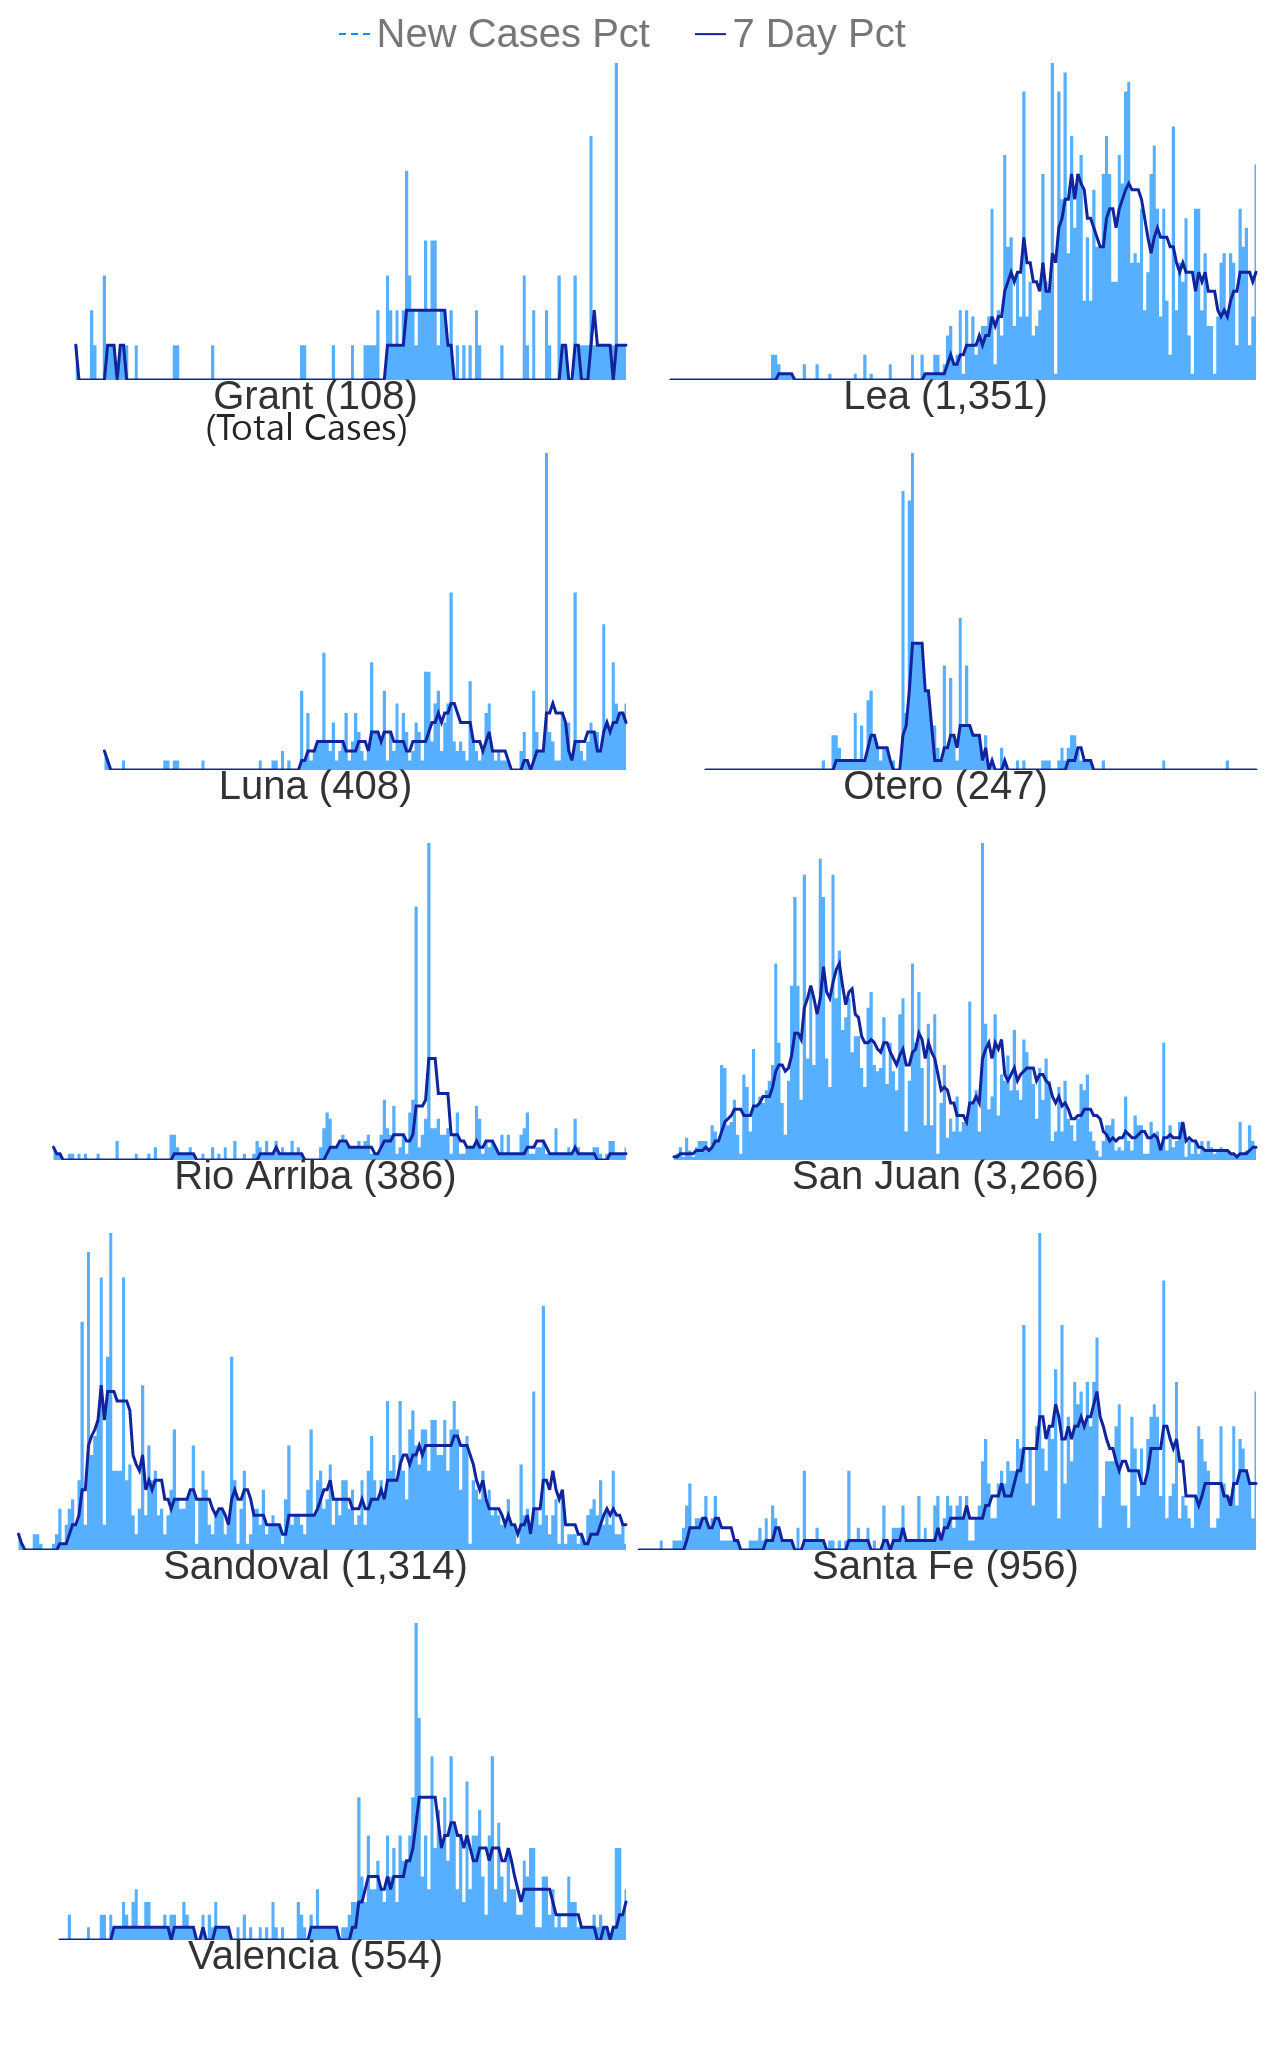 New Cases Pct 7 Day Pct
Grant (108) Lea (1,351)
(Total Cases)
Luna (408) Otero (247)
Rio Arriba (386) San Juan (3,266)
Sandoval (1,314) Santa Fe (956)
Valencia (554)